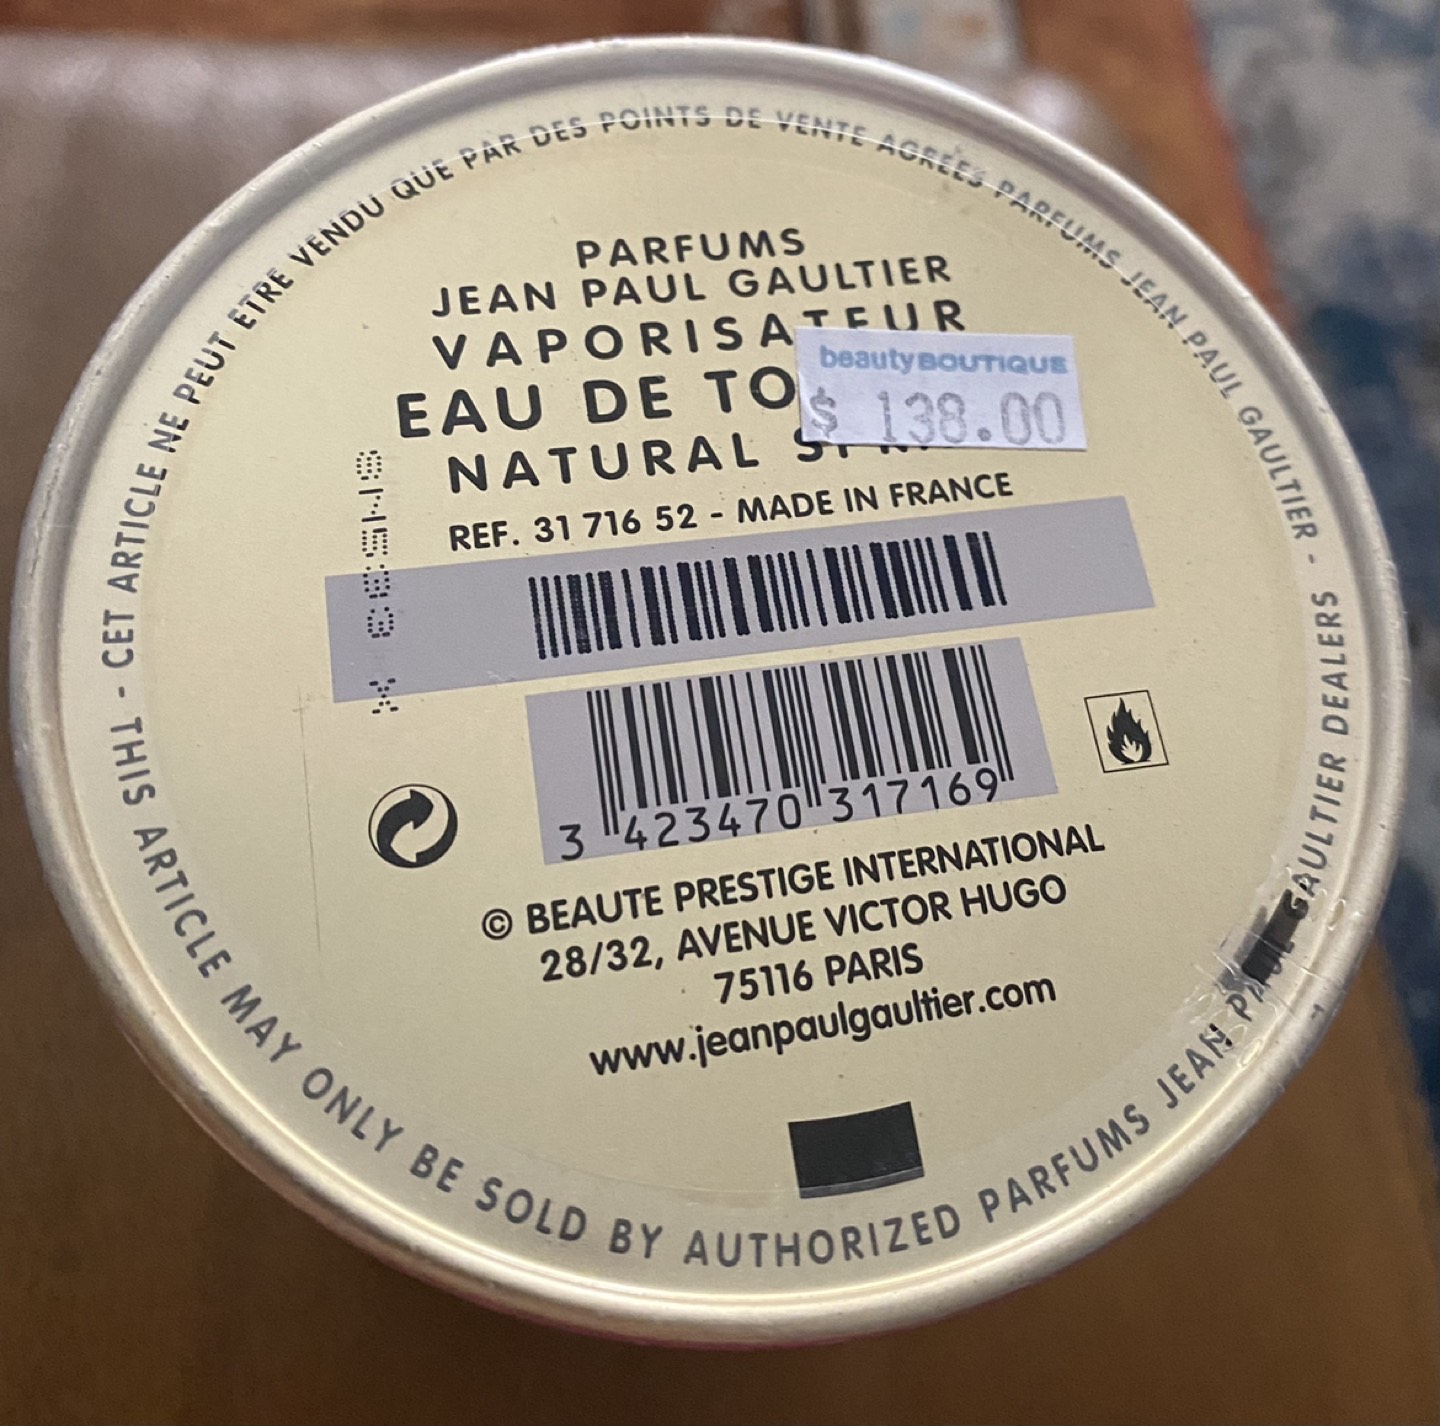 CET ARTICLE NE PEUT ETRE VENDU QUE PAR DES POINTS DE VENTE AGREES PARFUMS JEAN PAUL GAULTIER -
THIS ARTICLE MAY ONLY BE SOLD BY AUTHORIZED PARFUMS JEAN PAUL GAULTIER DEALERS -
PARFUMS
JEAN PAUL GAULTIER
VAPORISATEUR
beautyBOUTIQUE
$ 138.00
EAU DE TO
NATURAL
REF. 31 716 52 - MADE IN FRANCE
3 423470 317169
© BEAUTE PRESTIGE INTERNATIONAL
28/32, AVENUE VICTOR HUGO
75116 PARIS
www.jeanpaulgaultier.com